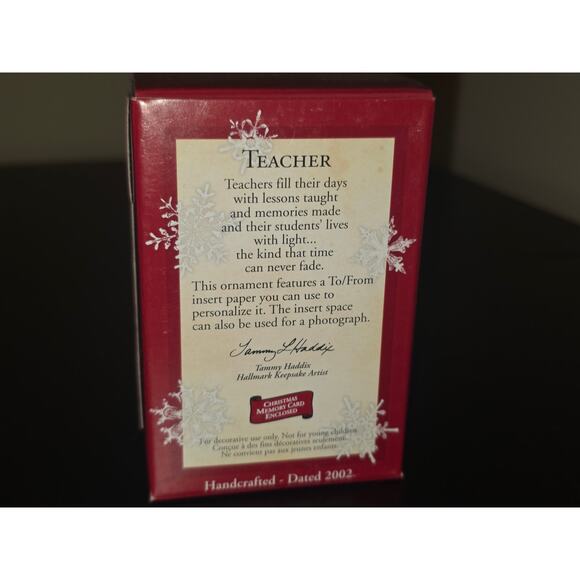 TEACHER
Teachers fill their days
with lessons taught
and memories made
and their students' lives
with light...
the kind that time
can never fade.
This ornament features a To/From
insert paper you can use to
personalize it. The insert space
can also be used for a photograph.
Tammy L Haddix
Tammy Haddix
Hallmark Keepsake Artist
CHRISTMAS
MEMORY CARD
ENCLOSED
For decorative use only. Not for young children.
Conçue à des fins décoratives seulement.
Ne convient pas aux jeunes enfants.
Handcrafted - Dated 2002